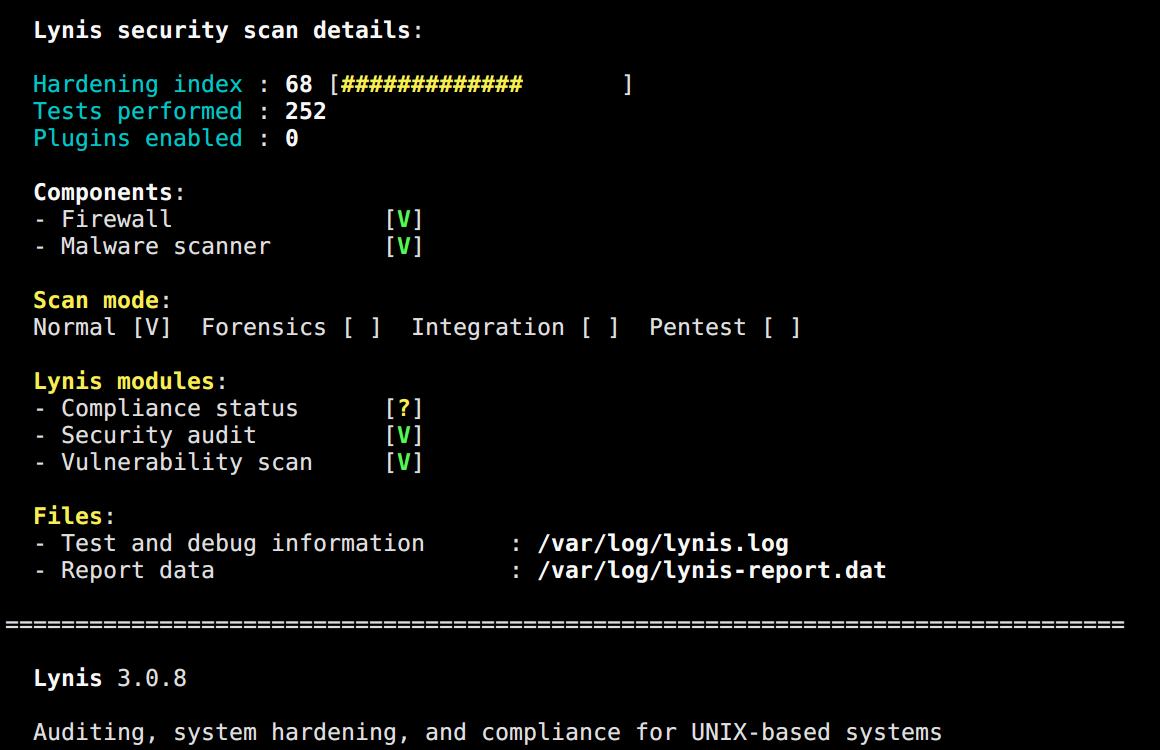 Lynis security scan details:
Hardening index : 68 [#############       ]
Tests performed : 252
Plugins enabled : 0
Components:
- Firewall               [V]
- Malware scanner        [V]
Scan mode:
Normal [V]  Forensics [ ]  Integration [ ]  Pentest [ ]
Lynis modules:
- Compliance status      [?]
- Security audit         [V]
- Vulnerability scan     [V]
Files:
- Test and debug information      : /var/log/lynis.log
- Report data                     : /var/log/lynis-report.dat
================================================================================
Lynis 3.0.8
Auditing, system hardening, and compliance for UNIX-based systems